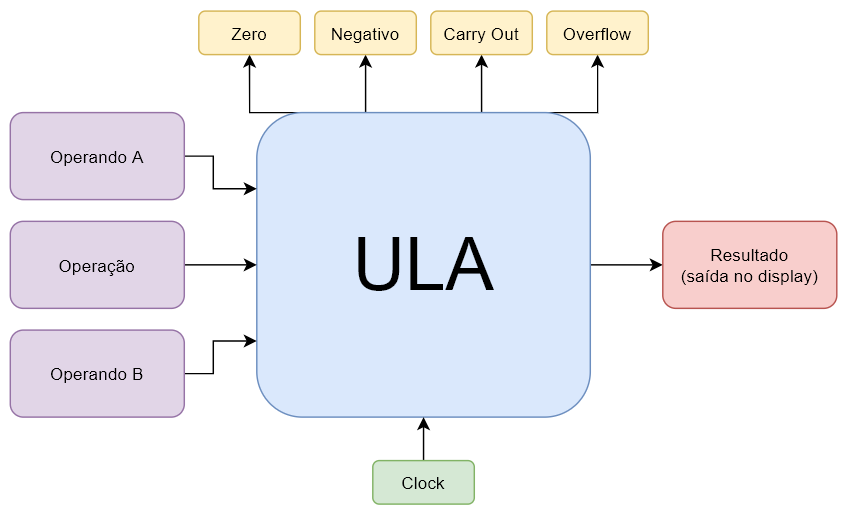 Zero
Negativo
Carry Out
Overflow
Operando A
Operação
Operando B
ULA
Resultado
(saída no display)
Clock